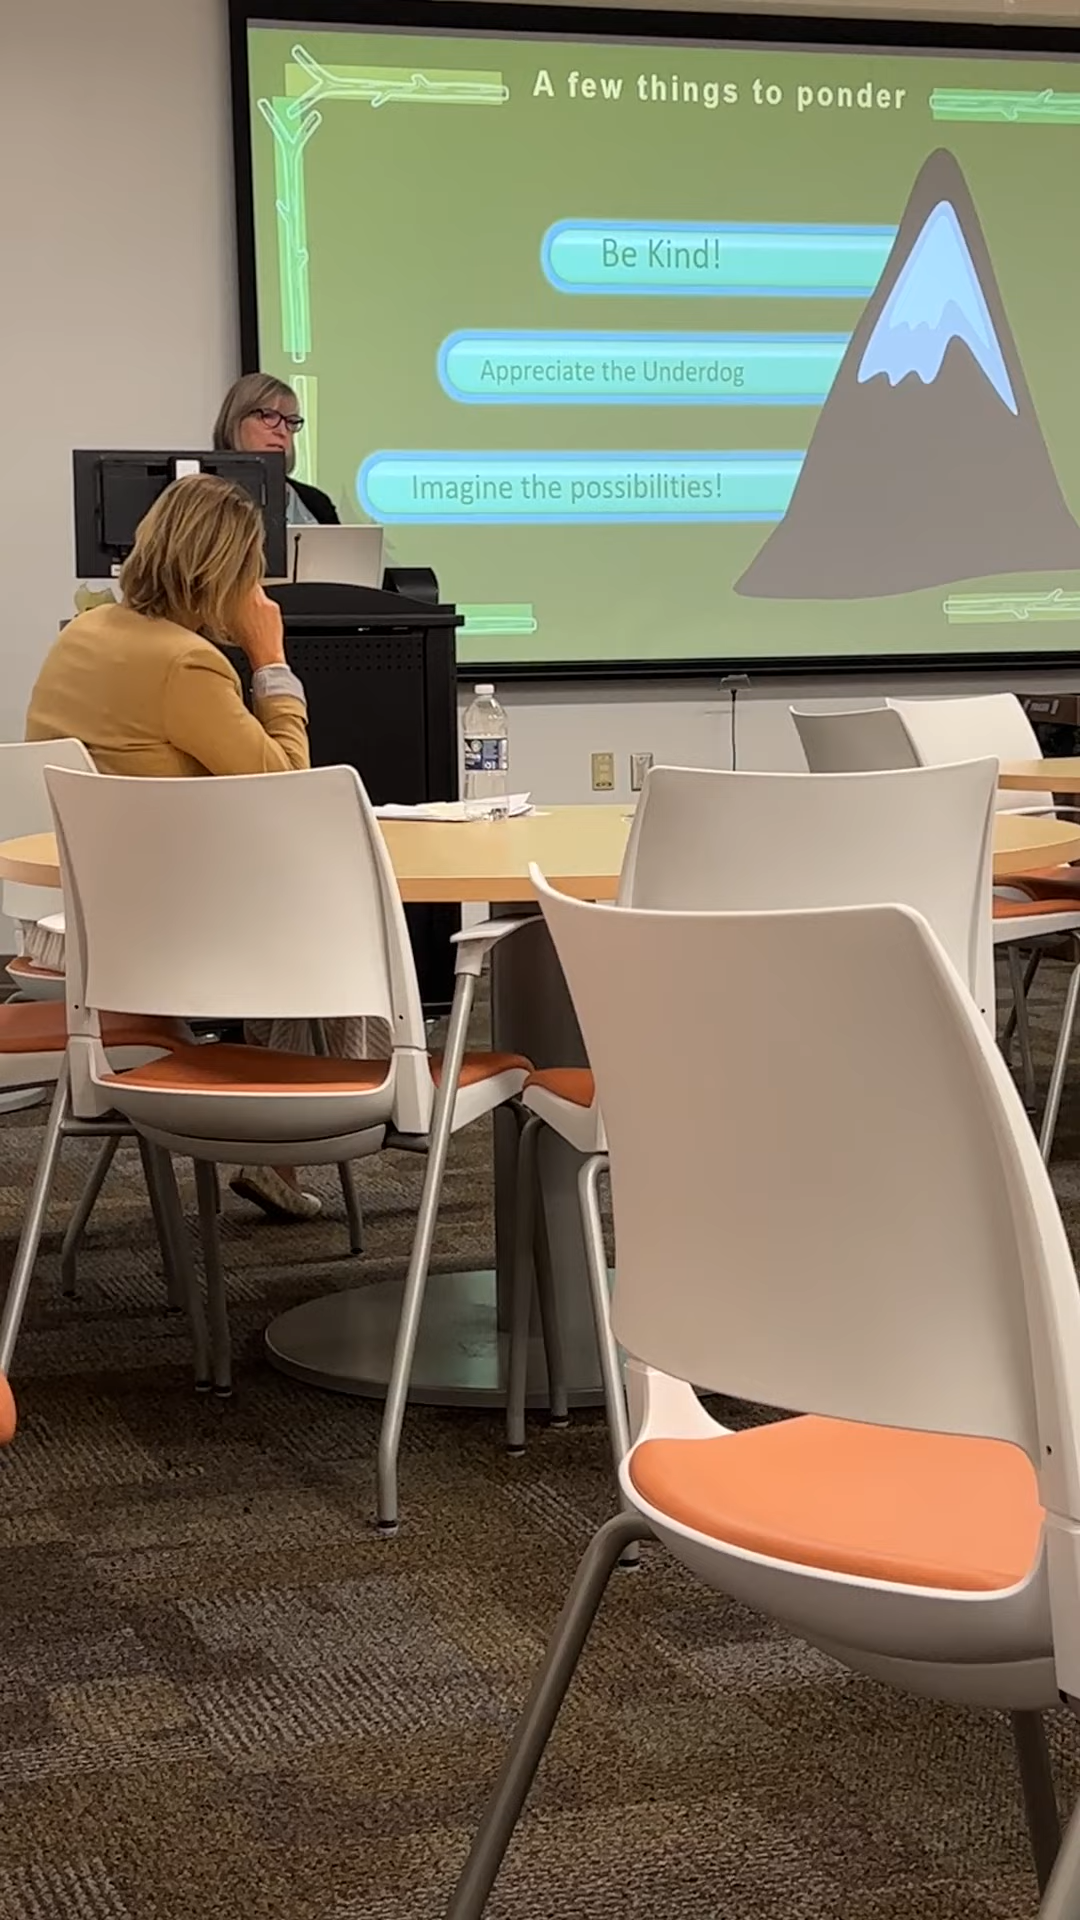 A few things to ponder
Be Kind!
Appreciate the Underdog
Imagine the possibilities!